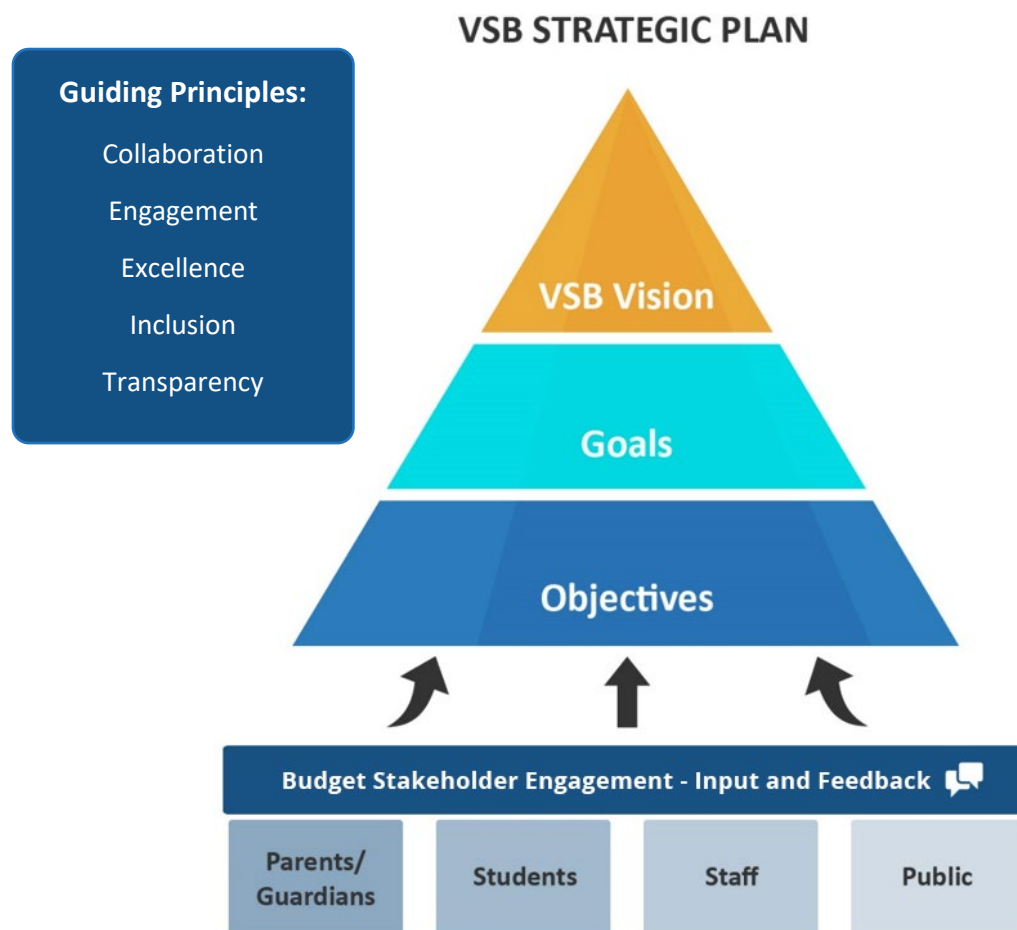 VSB STRATEGIC PLAN
Guiding Principles:
Collaboration
Engagement
Excellence
Inclusion
Transparency
VSB Vision
Goals
Objectives
Budget Stakeholder Engagement - Input and Feedback
Parents/
Guardians
Students
Staff
Public